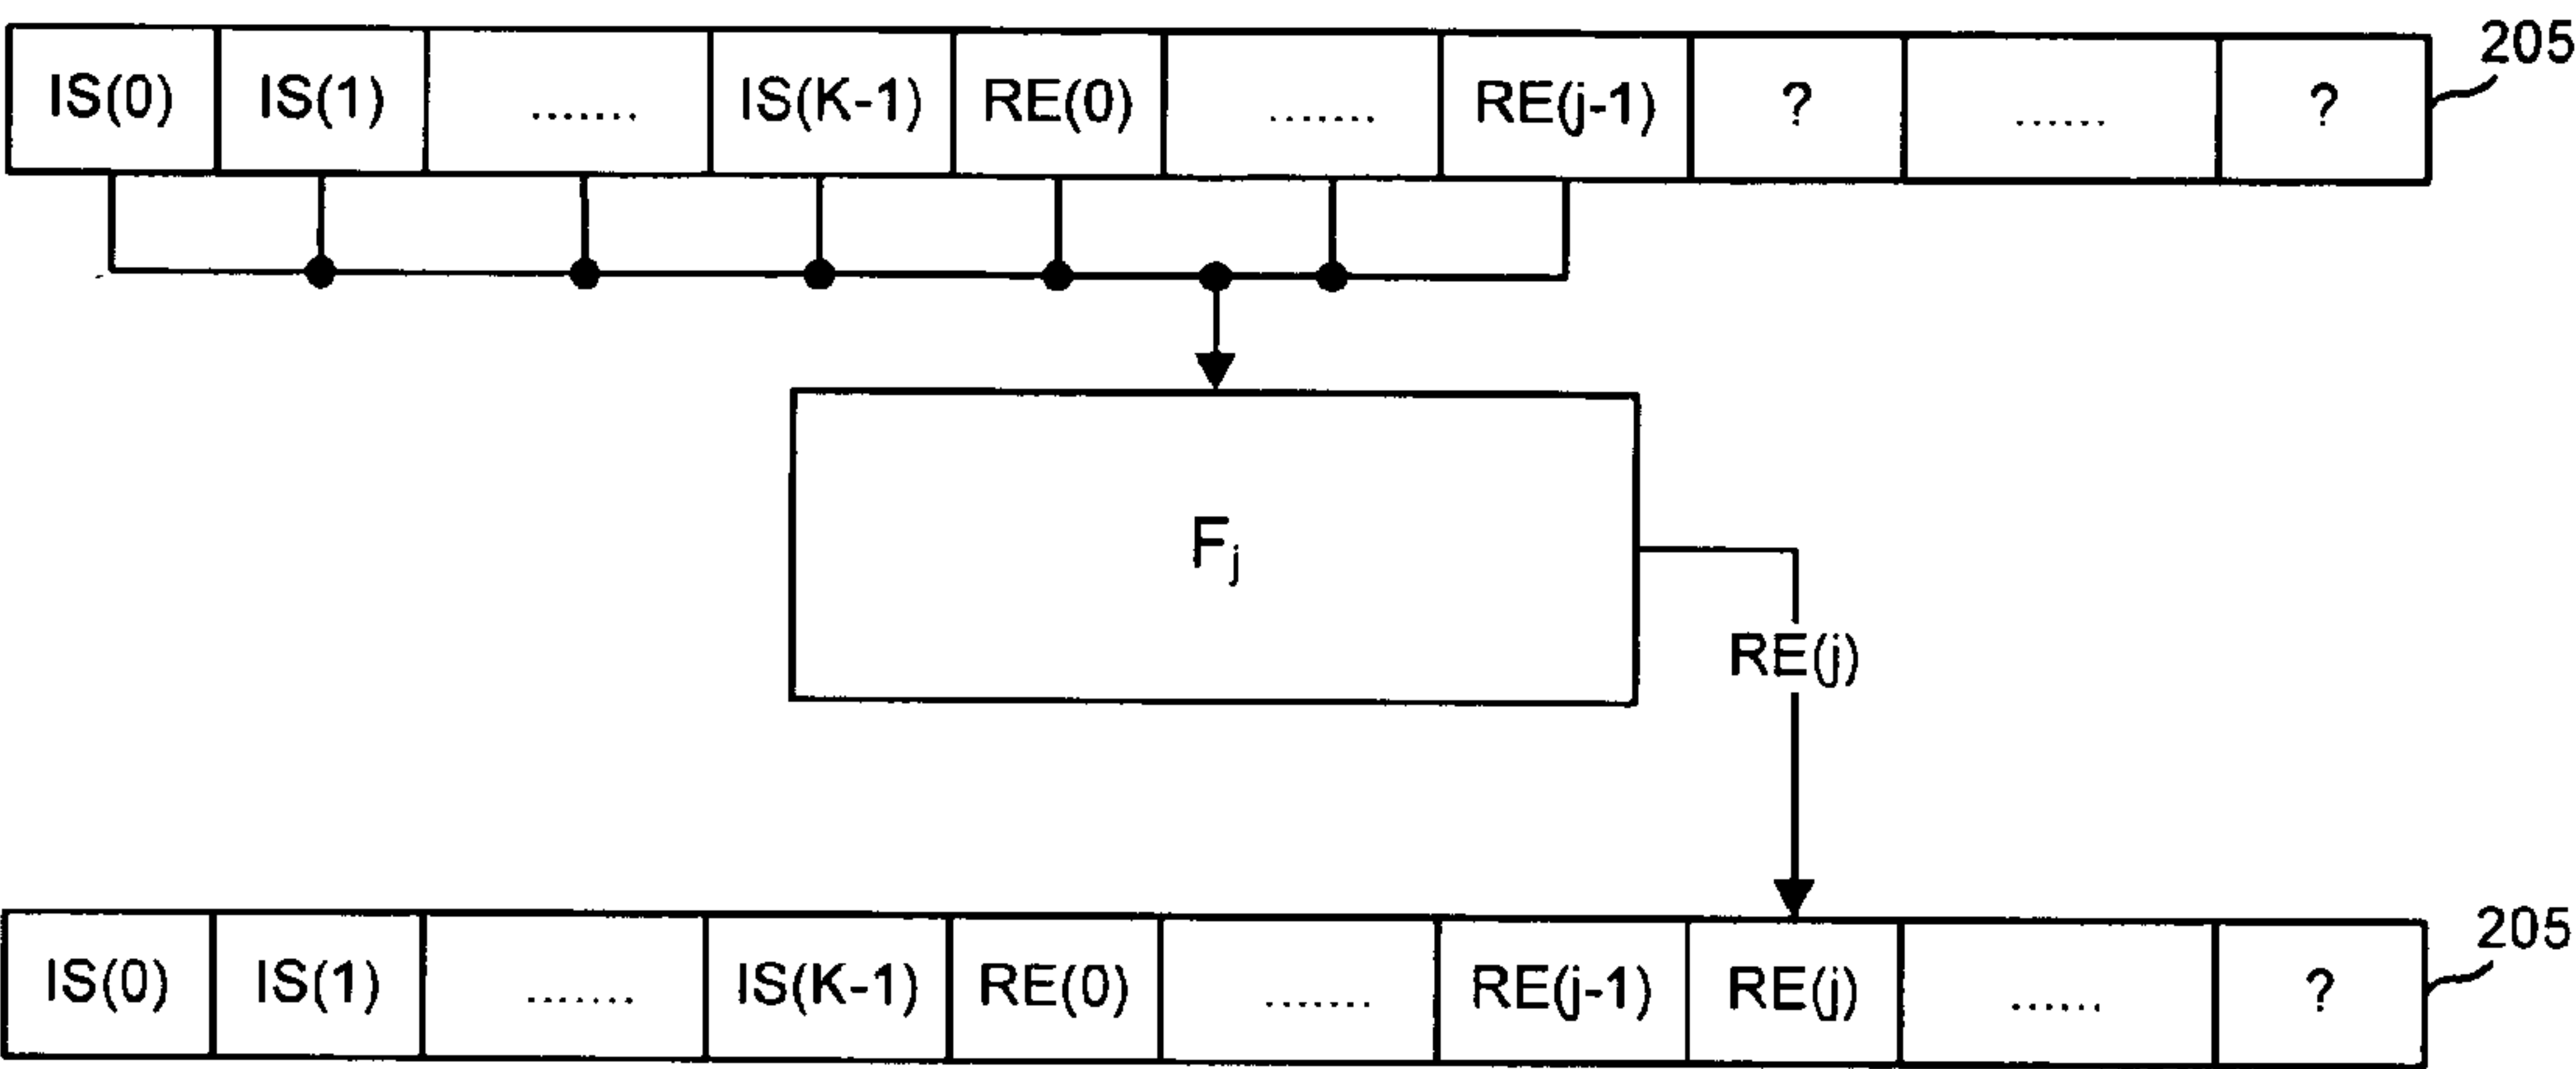 IS(0) IS(1) ....... IS(K-1) RE(0) ....... RE(j-1) ? ...... ? 205
Fj
RE(j)
IS(0) IS(1) ....... IS(K-1) RE(0) ....... RE(j-1) RE(j) ...... ? 205